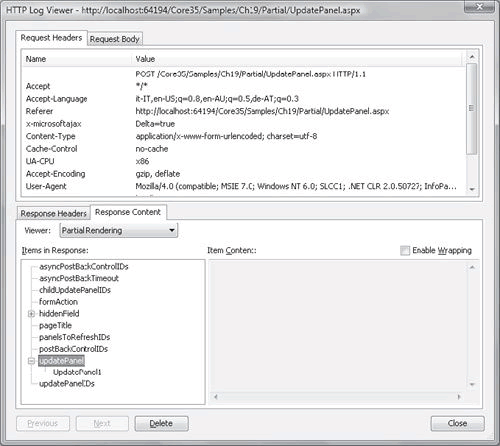 HTTP Log Viewer - http://localhost:64194/Core35/Samples/Ch19/Partial/UpdatePanel.aspx
Request Headers Request Body
Name Value
POST /Core35/Samples/Ch19/Partial/UpdatePanel.aspx HTTP/1.1
Accept */*
Accept-Language it-IT,en-US;q=0.8,en-AU;q=0.5,de-AT;q=0.3
Referer http://localhost:64194/Core35/Samples/Ch19/Partial/UpdatePanel.aspx
x-microsoftajax Delta=true
Content-Type application/x-www-form-urlencoded; charset=utf-8
Cache-Control no-cache
UA-CPU x86
Accept-Encoding gzip, deflate
User-Agent Mozilla/4.0 (compatible; MSIE 7.0; Windows NT 6.0; SLCC1; .NET CLR 2.0.50727; InfoPa...
Response Headers Response Content
Viewer: Partial Rendering
Items in Response: Item Content: Enable Wrapping
asyncPostBackControlIDs
asyncPostBackTimeout
childUpdatePanelIDs
formAction
hiddenField
pageTitle
panelsToRefreshIDs
postBackControlIDs
updatePanel
UpdatePanel1
updatePanelIDs
Previous Next Delete Close